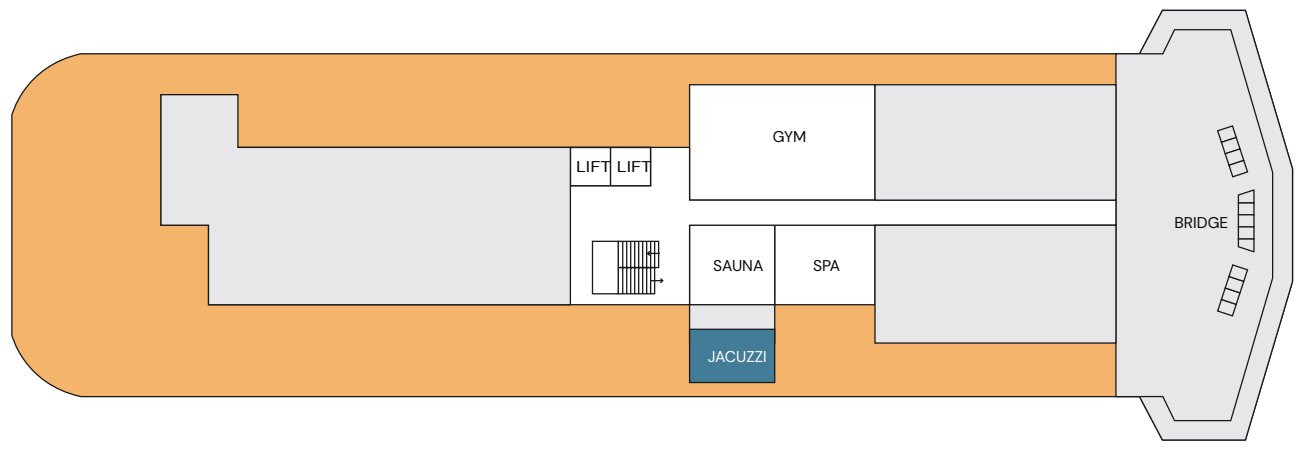 GYM
LIFT LIFT
BRIDGE
SAUNA
SPA
JACUZZI